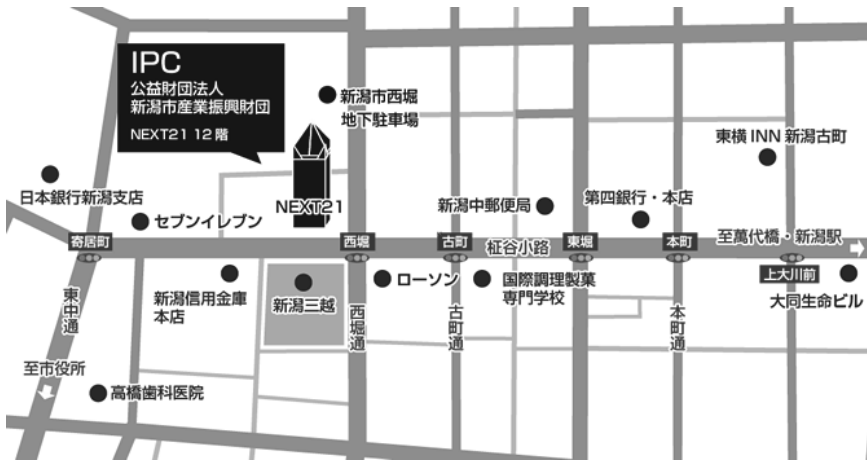 IPC
公益財団法人
新潟市産業振興財団
NEXT21 12階
新潟市西堀
地下駐車場
東横INN 新潟古町
日本銀行新潟支店
セブンイレブン
NEXT21
新潟中郵便局
第四銀行・本店
寄居町
西堀
古町
柾谷小路
東堀
本町
至萬代橋・新潟駅
上大川前
東中通
新潟信用金庫
本店
新潟三越
ローソン
国際調理製菓
専門学校
大同生命ビル
西堀通
古町通
本町通
至市役所
高橋歯科医院